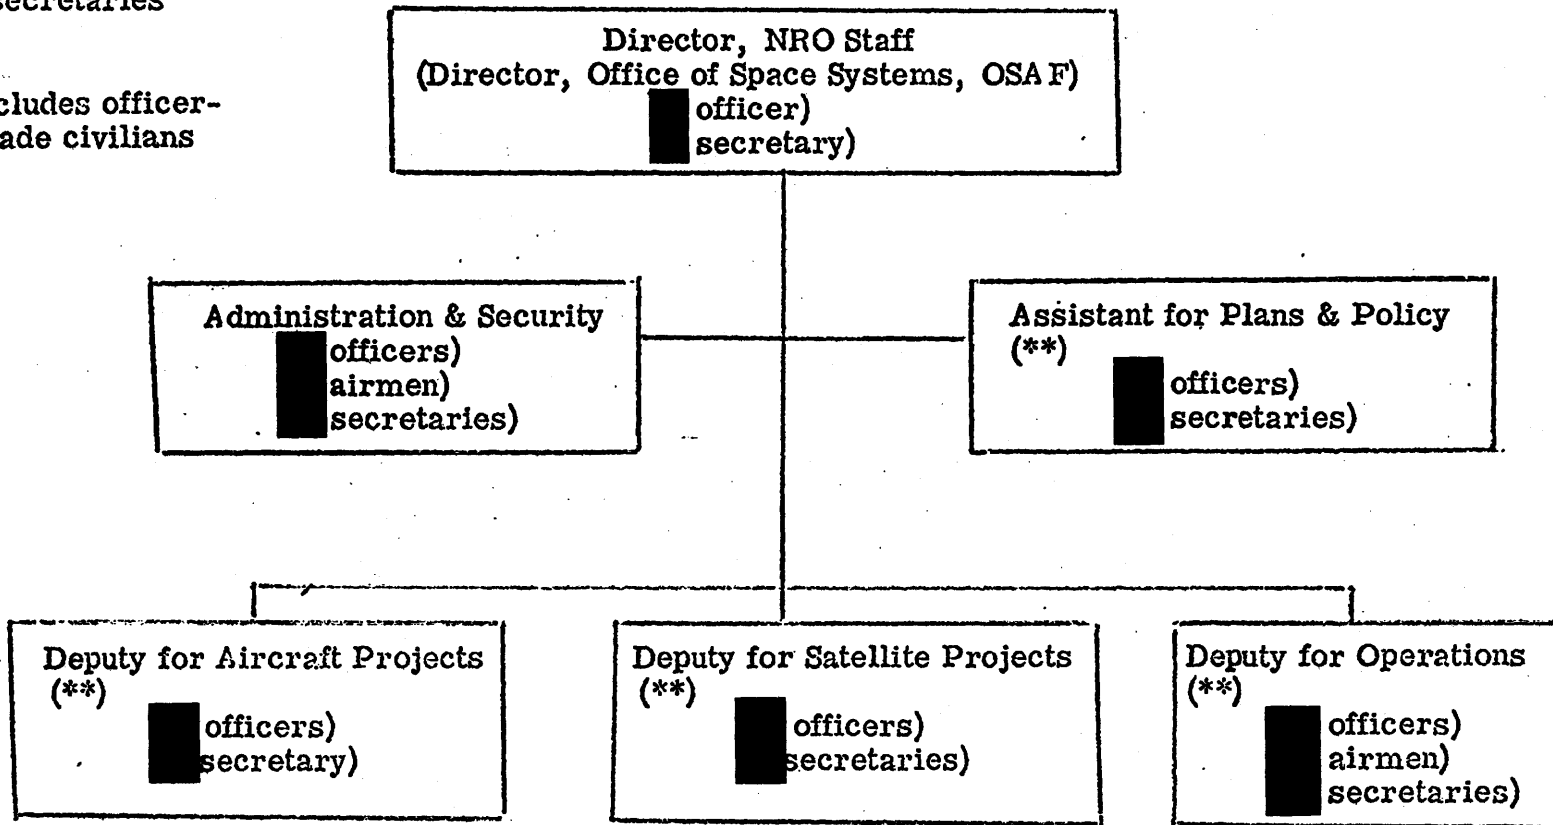 secretaries
cludes officer-
ade civilians
Director, NRO Staff
(Director, Office of Space Systems, OSAF)
officer)
secretary)
Administration & Security
officers)
airmen)
secretaries)
Assistant for Plans & Policy
(**)
officers)
secretaries)
Deputy for Aircraft Projects
(**)
officers)
secretary)
Deputy for Satellite Projects
(**)
officers)
secretaries)
Deputy for Operations
(**)
officers)
airmen)
secretaries)